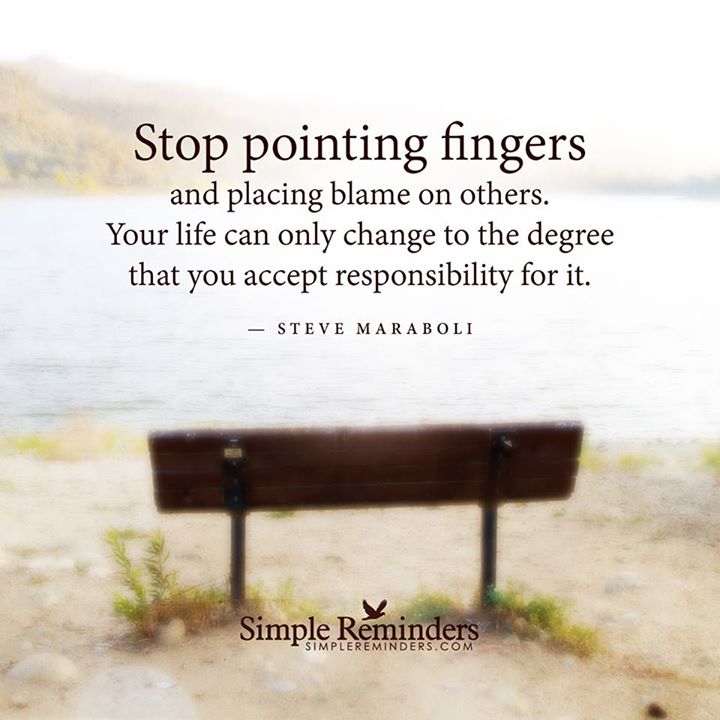 Stop pointing fingers
and placing blame on others.
Your life can only change to the degree
that you accept responsibility for it.
— STEVE MARABOLI
Simple Reminders
SIMPLEREMINDERS.COM